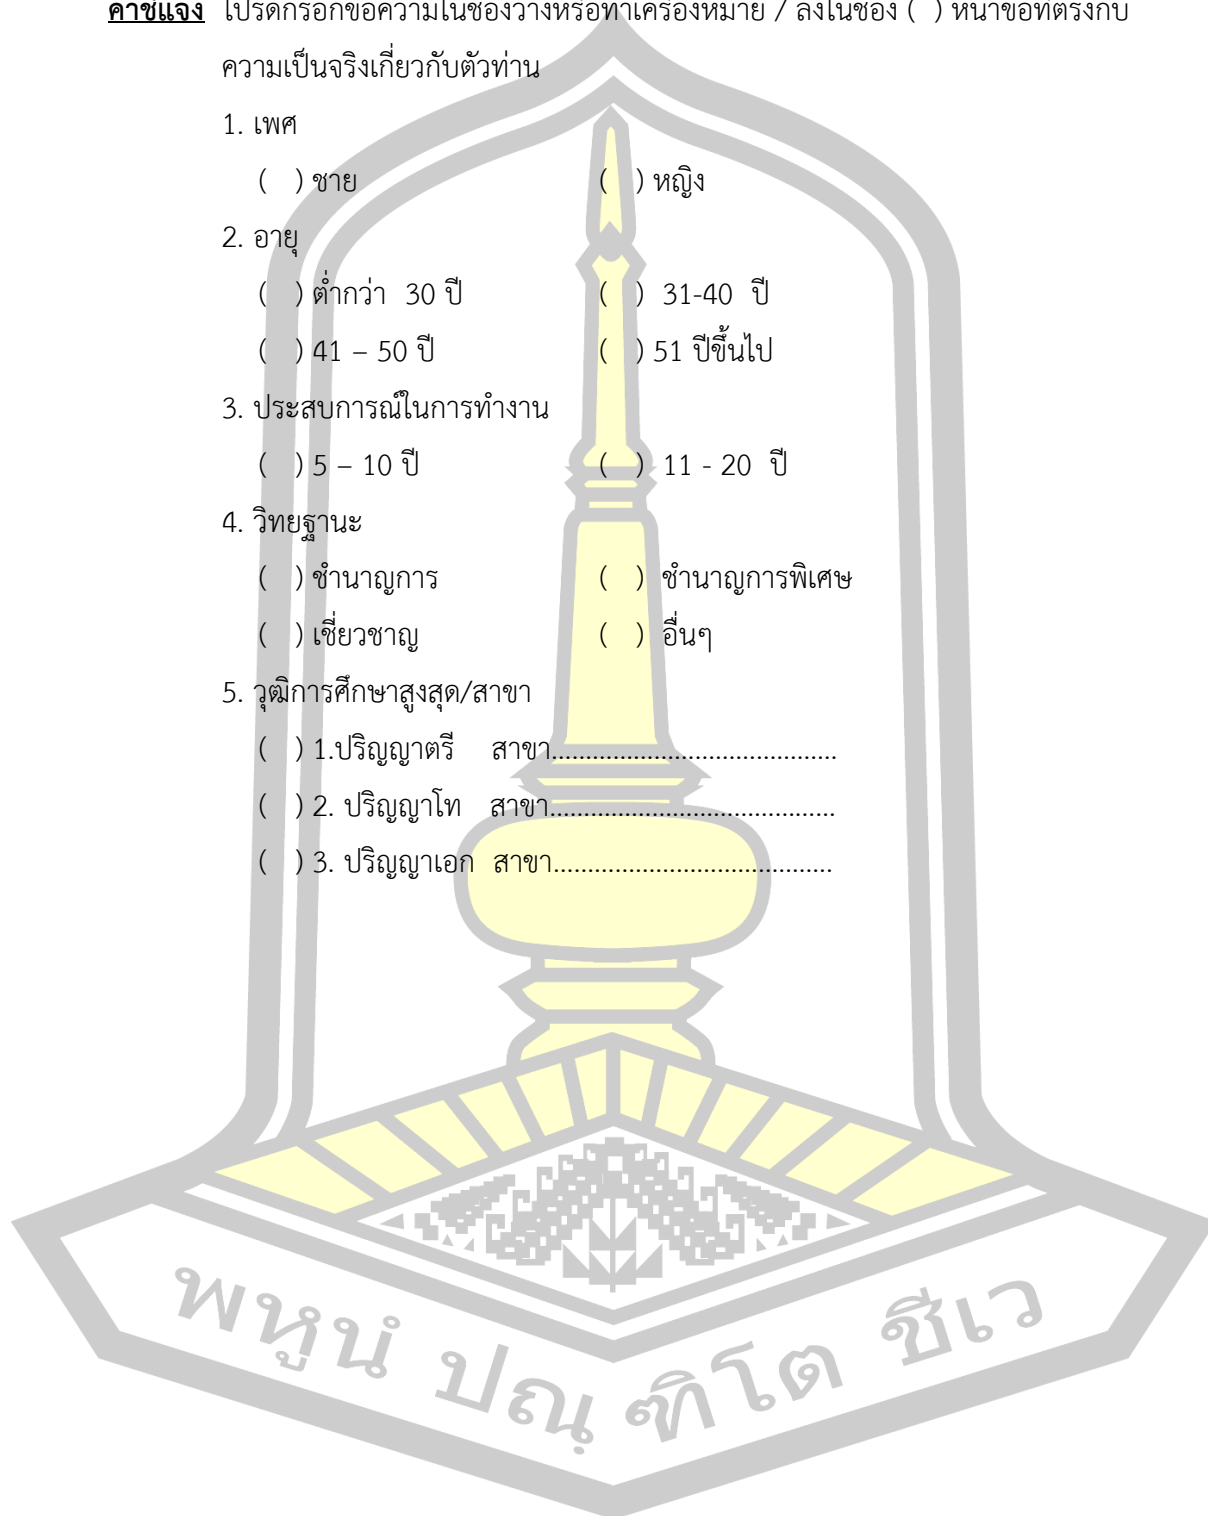 คำชี้แจง โปรดกรอกข้อความในช่องว่างหรือทำเครื่องหมาย / ลงในช่อง ( ) หน้าข้อที่ตรงกับ
ความเป็นจริงเกี่ยวกับตัวท่าน
1. เพศ
( ) ชาย ( ) หญิง
2. อายุ
( ) ต่ำกว่า 30 ปี ( ) 31-40 ปี
( ) 41 – 50 ปี ( ) 51 ปีขึ้นไป
3. ประสบการณ์ในการทำงาน
( ) 5 – 10 ปี ( ) 11 - 20 ปี
4. วิทยฐานะ
( ) ชำนาญการ ( ) ชำนาญการพิเศษ
( ) เชี่ยวชาญ ( ) อื่นๆ
5. วุฒิการศึกษาสูงสุด/สาขา
( ) 1.ปริญญาตรี สาขา..........................................
( ) 2. ปริญญาโท สาขา..........................................
( ) 3. ปริญญาเอก สาขา.........................................
พหูนํ ปณฺฑิโต ชีเว